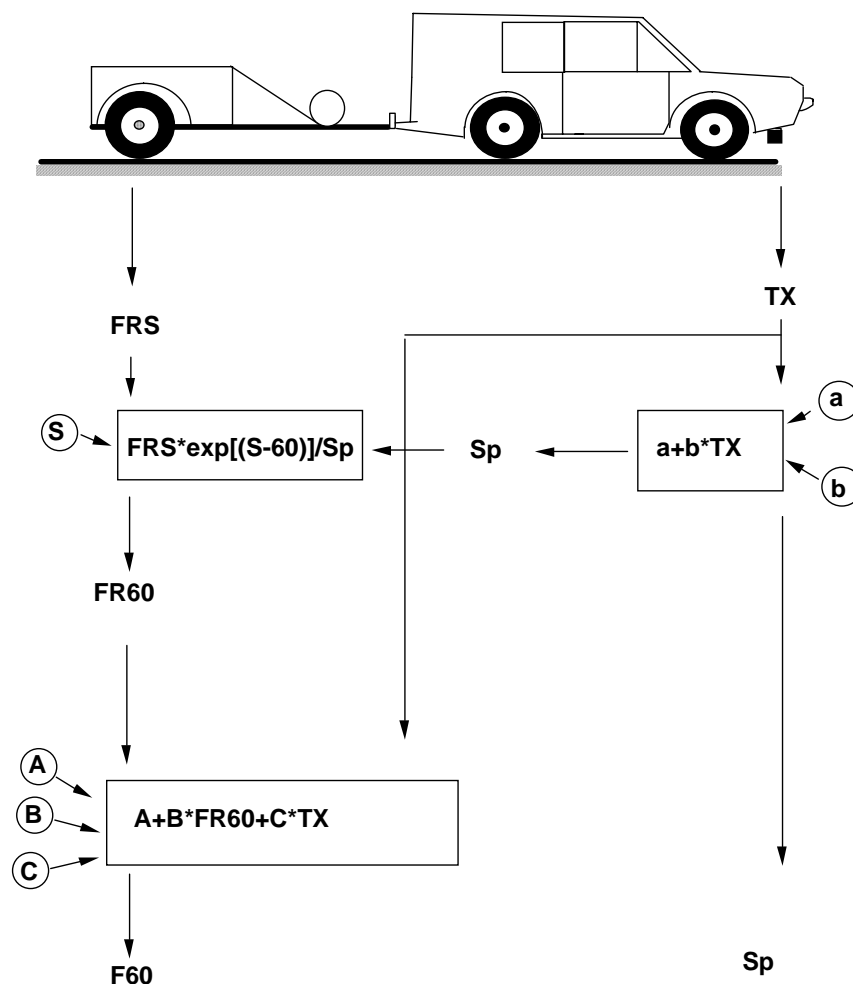 TX
FRS
a
S
FRS*exp[(S-60)]/Sp
Sp
a+b*TX
b
FR60
A
B
A+B*FR60+C*TX
C
Sp
F60